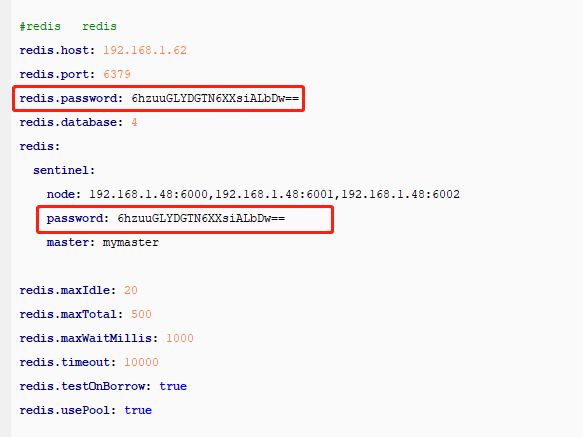 #redis   redis
redis.host: 192.168.1.62
redis.port: 6379
redis.password: 6hzuuGLYDGTN6XXsiALbDw==
redis.database: 4
redis:
  sentinel:
    node: 192.168.1.48:6000,192.168.1.48:6001,192.168.1.48:6002
    password: 6hzuuGLYDGTN6XXsiALbDw==
    master: mymaster
redis.maxIdle: 20
redis.maxTotal: 500
redis.maxWaitMillis: 1000
redis.timeout: 10000
redis.testOnBorrow: true
redis.usePool: true